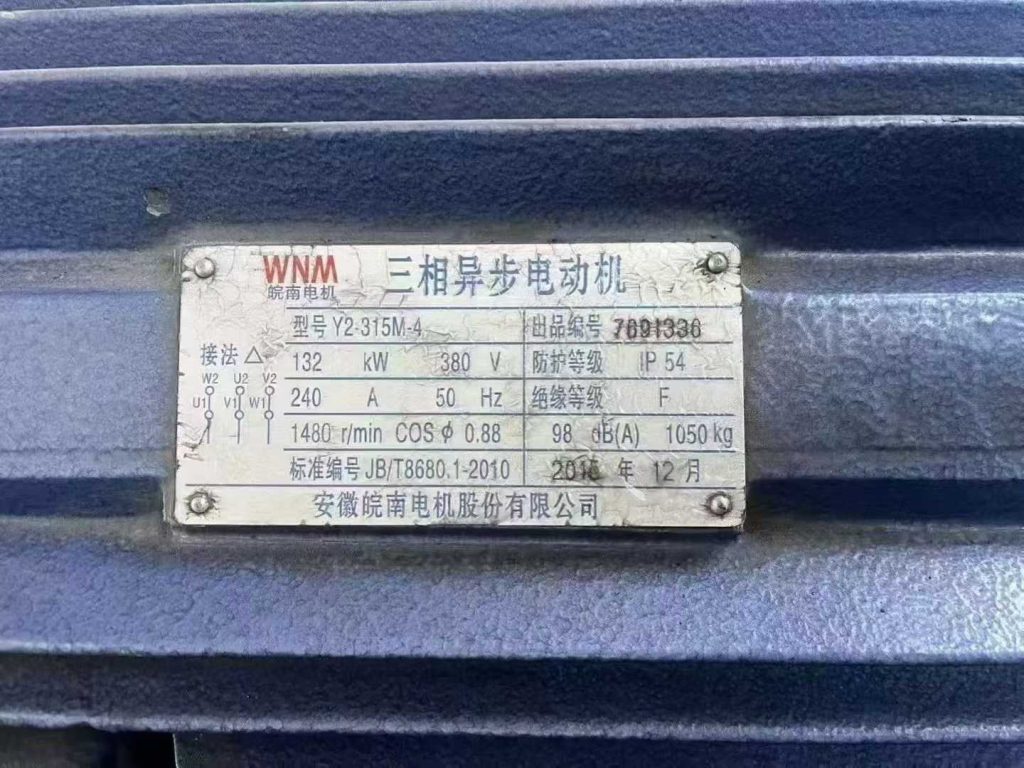 WNM 三相异步电动机
皖南电机
型号 Y2-315M-4 出品编号 7691336
接法 △ 132 kW 380 V 防护等级 IP 54
W2 U2 V2
U1 V1 W1
240 A 50 Hz 绝缘等级 F
1480 r/min COS ф 0.88 98 dB(A) 1050 kg
标准编号 JB/T8680.1-2010 年 12 月
安徽皖南电机股份有限公司